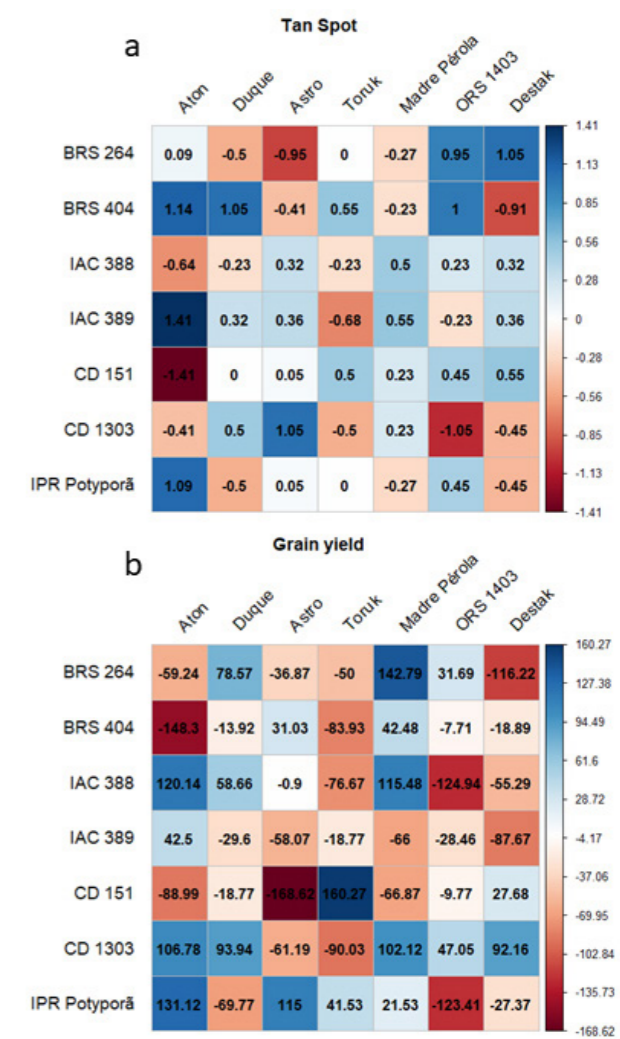 Tan Spot
a
Aton Duque Astro Toruk Madre Pérola ORS 1403 Destak
BRS 264 0.09 -0.5 -0.95 0 -0.27 0.95 1.05
BRS 404 1.14 1.05 -0.41 0.55 -0.23 1 -0.91
IAC 388 -0.64 -0.23 0.32 -0.23 0.5 0.23 0.32
IAC 389 1.41 0.32 0.36 -0.68 0.55 -0.23 0.36
CD 151 -1.41 0 0.05 0.5 0.23 0.45 0.55
CD 1303 -0.41 0.5 1.05 -0.5 0.23 -1.05 -0.45
IPR Potyporã 1.09 -0.5 0.05 0 -0.27 0.45 -0.45
1.41
1.13
0.85
0.56
0.28
0
-0.28
-0.56
-0.85
-1.13
-1.41
Grain yield
b
Aton Duque Astro Toruk Madre Pérola ORS 1403 Destak
BRS 264 -59.24 78.57 -36.87 -50 142.79 31.69 -116.22
BRS 404 -148.3 -13.92 31.03 -83.93 42.48 -7.71 -18.89
IAC 388 120.14 58.66 -0.9 -76.67 115.48 -124.94 -55.29
IAC 389 42.5 -29.6 -58.07 -18.77 -66 -28.46 -87.67
CD 151 -88.99 -18.77 -168.62 160.27 -66.87 -9.77 27.68
CD 1303 106.78 93.94 -61.19 -90.03 102.12 47.05 92.16
IPR Potyporã 131.12 -69.77 115 41.53 21.53 -123.41 -27.37
160.27
127.38
94.49
61.6
28.72
-4.17
-37.06
-69.95
-102.84
-135.73
-168.62